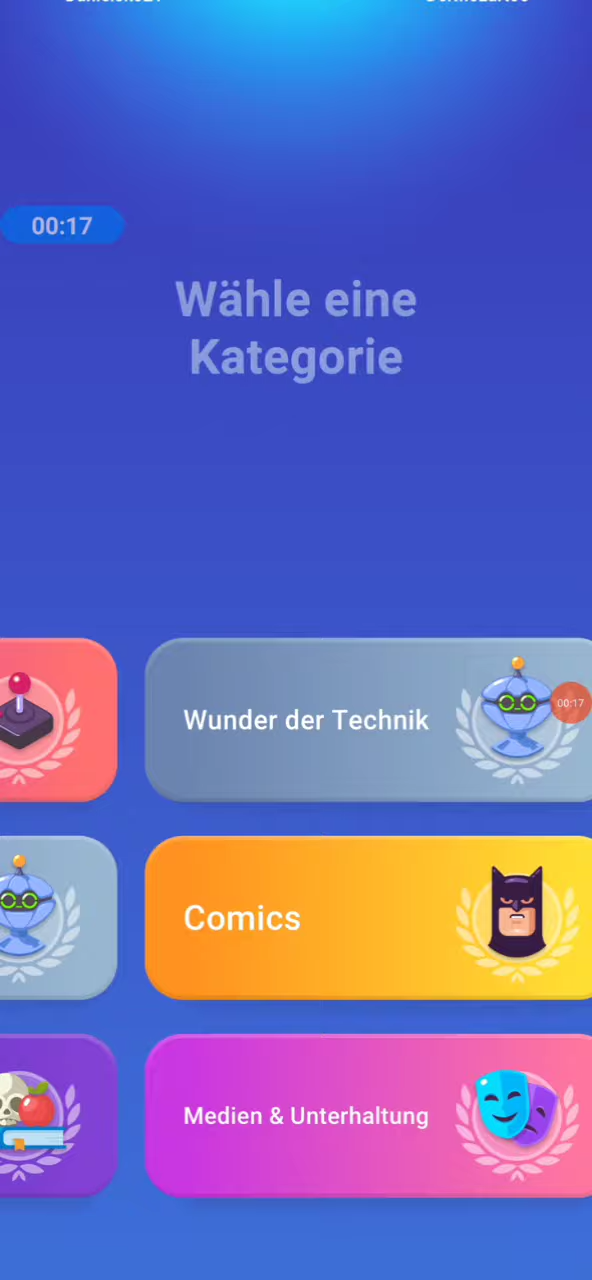 00:17
Wähle eine
Kategorie
Wunder der Technik
00:17
Comics
Medien & Unterhaltung